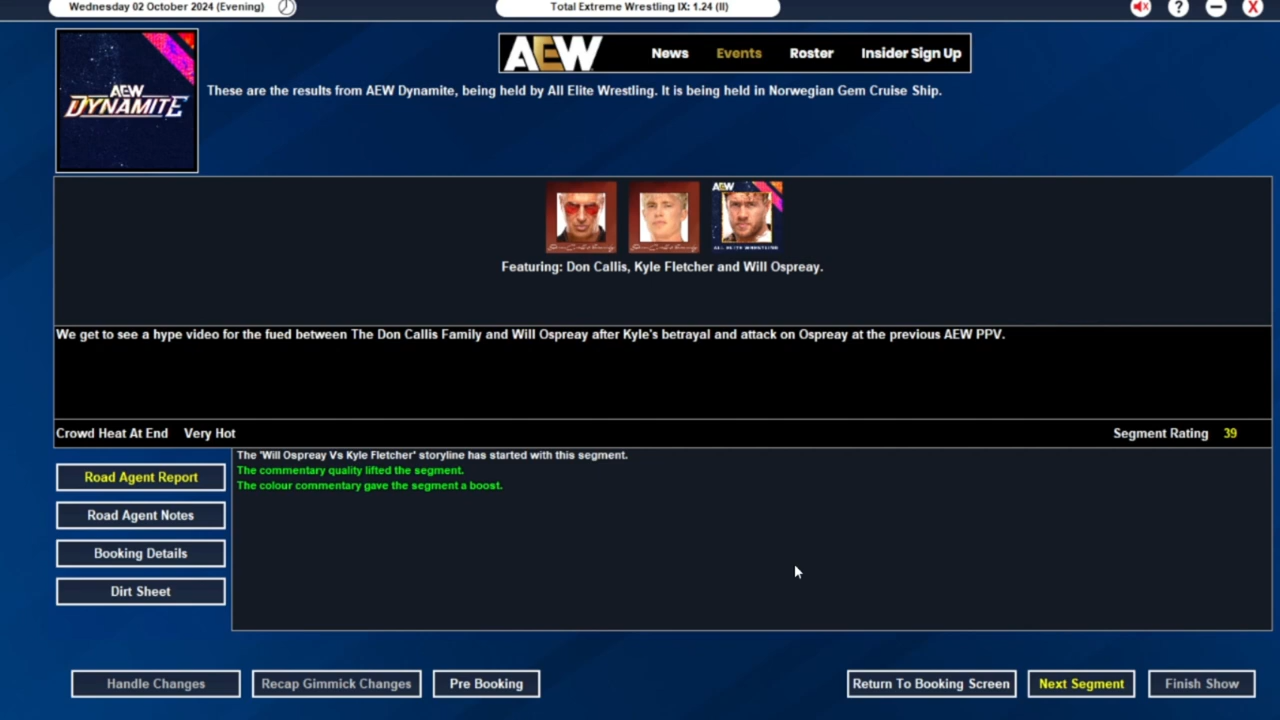 Wednesday 02 October 2024 (Evening)
Total Extreme Wrestling IX: 1.24 (II)
?
X
AEW
News
Events
Roster
Insider Sign Up
AEW
DYNAMITE
These are the results from AEW Dynamite, being held by All Elite Wrestling. It is being held in Norwegian Gem Cruise Ship.
AEW
ALL ELITE WRESTLING
Featuring: Don Callis, Kyle Fletcher and Will Ospreay.
We get to see a hype video for the fued between The Don Callis Family and Will Ospreay after Kyle's betrayal and attack on Ospreay at the previous AEW PPV.
Crowd Heat At End Very Hot
Segment Rating 39
The 'Will Ospreay Vs Kyle Fletcher' storyline has started with this segment.
The commentary quality lifted the segment.
The colour commentary gave the segment a boost.
Road Agent Report
Road Agent Notes
Booking Details
Dirt Sheet
Handle Changes
Recap Gimmick Changes
Pre Booking
Return To Booking Screen
Next Segment
Finish Show